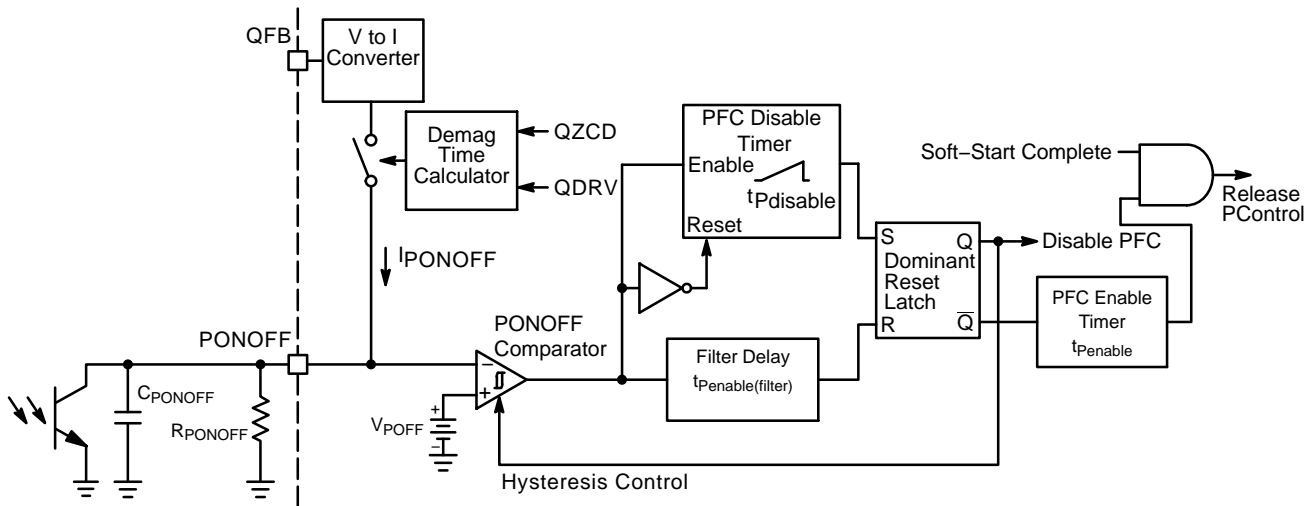 QFB
V to I
Converter
Demag
Time
Calculator
QZCD
QDRV
IPONOFF
PFC Disable
Timer
Enable
tPdisable
Reset
Soft−Start Complete
Release
PControl
S
Q
Disable PFC
Dominant
Reset
Latch
R
Q
PFC Enable
Timer
tPenable
PONOFF
PONOFF
Comparator
−
+
Filter Delay
tPenable(filter)
CPONOFF
RPONOFF
VPOFF
+
−
Hysteresis Control